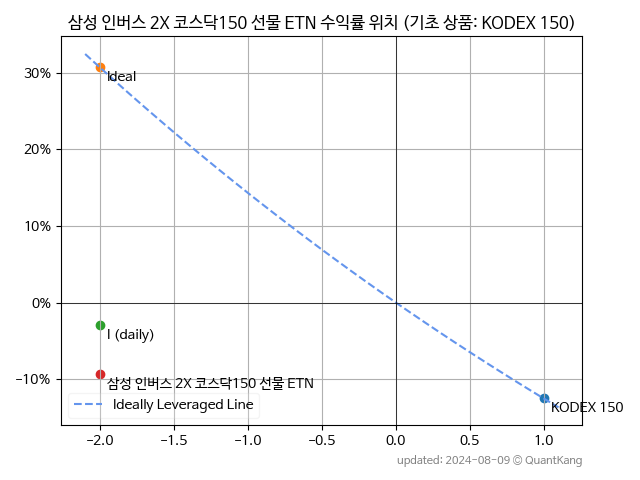 삼성 인버스 2X 코스닥150 선물 ETN 수익률 위치 (기초 상품: KODEX 150)
30%
Ideal
20%
10%
0%
I (daily)
−10%
삼성 인버스 2X 코스닥150 선물 ETN
Ideally Leveraged Line
KODEX 150
−2.0 −1.5 −1.0 −0.5 0.0 0.5 1.0
updated: 2024-08-09 © QuantKang